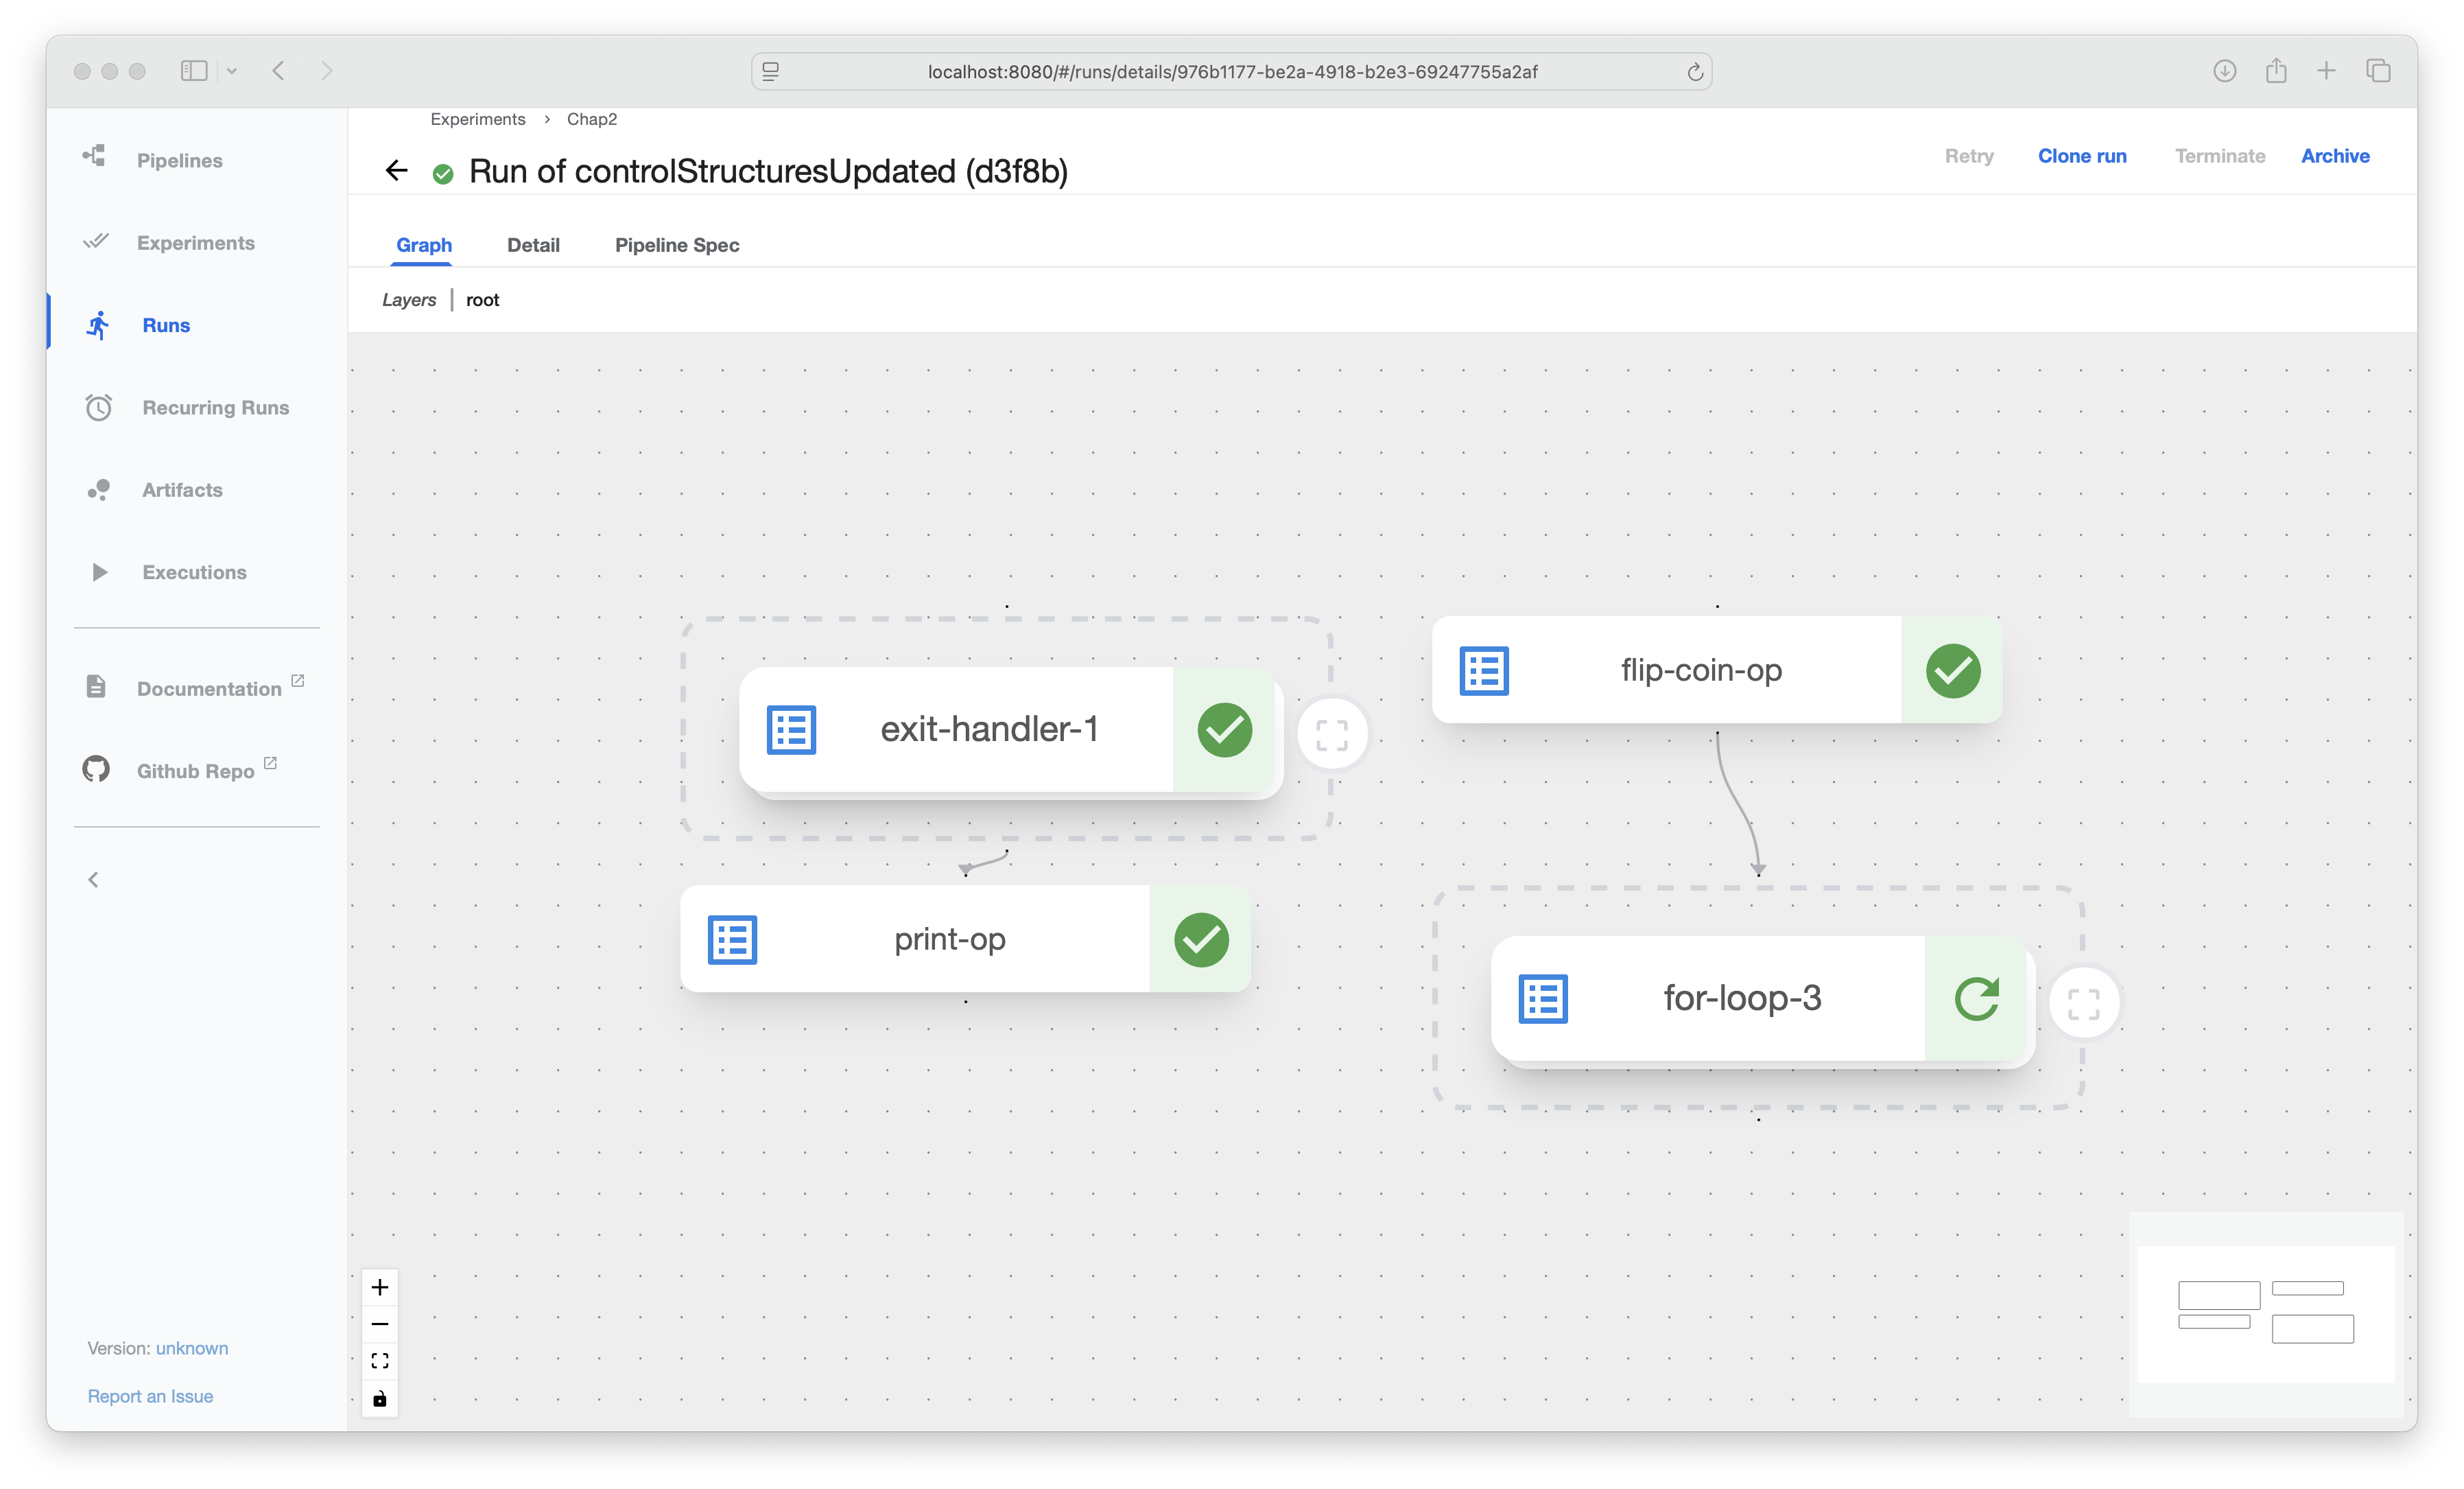 localhost:8080/#/runs/details/976b1177-be2a-4918-b2e3-69247755a2af
Pipelines
Experiments
Runs
Recurring Runs
Artifacts
Executions
Documentation
Github Repo
Version: unknown
Report an Issue
Experiments > Chap2
Run of controlStructuresUpdated (d3f8b)
Retry Clone run Terminate Archive
Graph Detail Pipeline Spec
Layers | root
exit-handler-1
flip-coin-op
print-op
for-loop-3